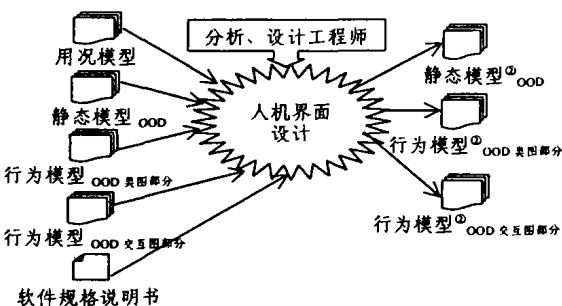 分析、设计工程师
用况模型
静态模型 OOD
行为模型 OOD 类图部分
行为模型 OOD 交互图部分
软件规格说明书
人机界面
设计
静态模型② OOD
行为模型② OOD 类图部分
行为模型② OOD 交互图部分